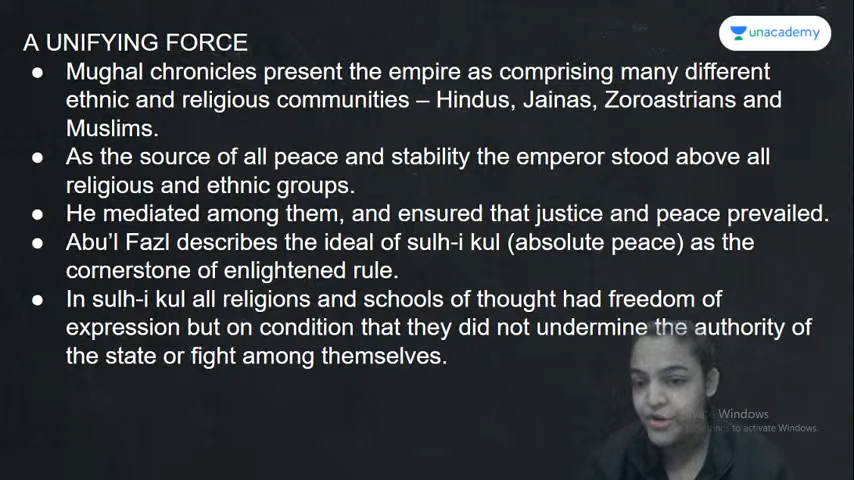 unacademy
A UNIFYING FORCE
● Mughal chronicles present the empire as comprising many different
ethnic and religious communities – Hindus, Jainas, Zoroastrians and
Muslims.
● As the source of all peace and stability the emperor stood above all
religious and ethnic groups.
● He mediated among them, and ensured that justice and peace prevailed.
● Abu’l Fazl describes the ideal of sulh-i kul (absolute peace) as the
cornerstone of enlightened rule.
● In sulh-i kul all religions and schools of thought had freedom of
expression but on condition that they did not undermine the authority of
the state or fight among themselves.
Windows
to activate Windows.